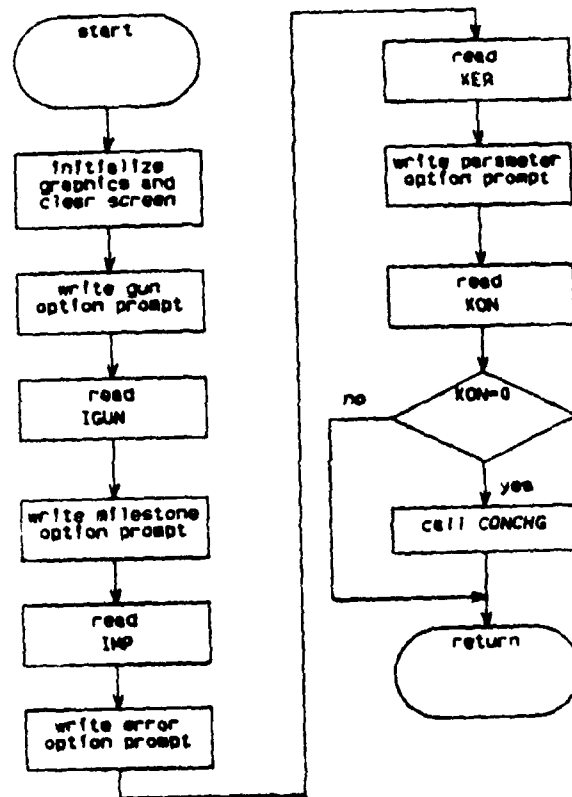 start
initialize
graphics and
clear screen
write gun
option prompt
read
IGUN
write milestone
option prompt
read
IMP
write error
option prompt
read
KER
write parameter
option prompt
read
KON
KON=0
no
yes
call CONCHG
return